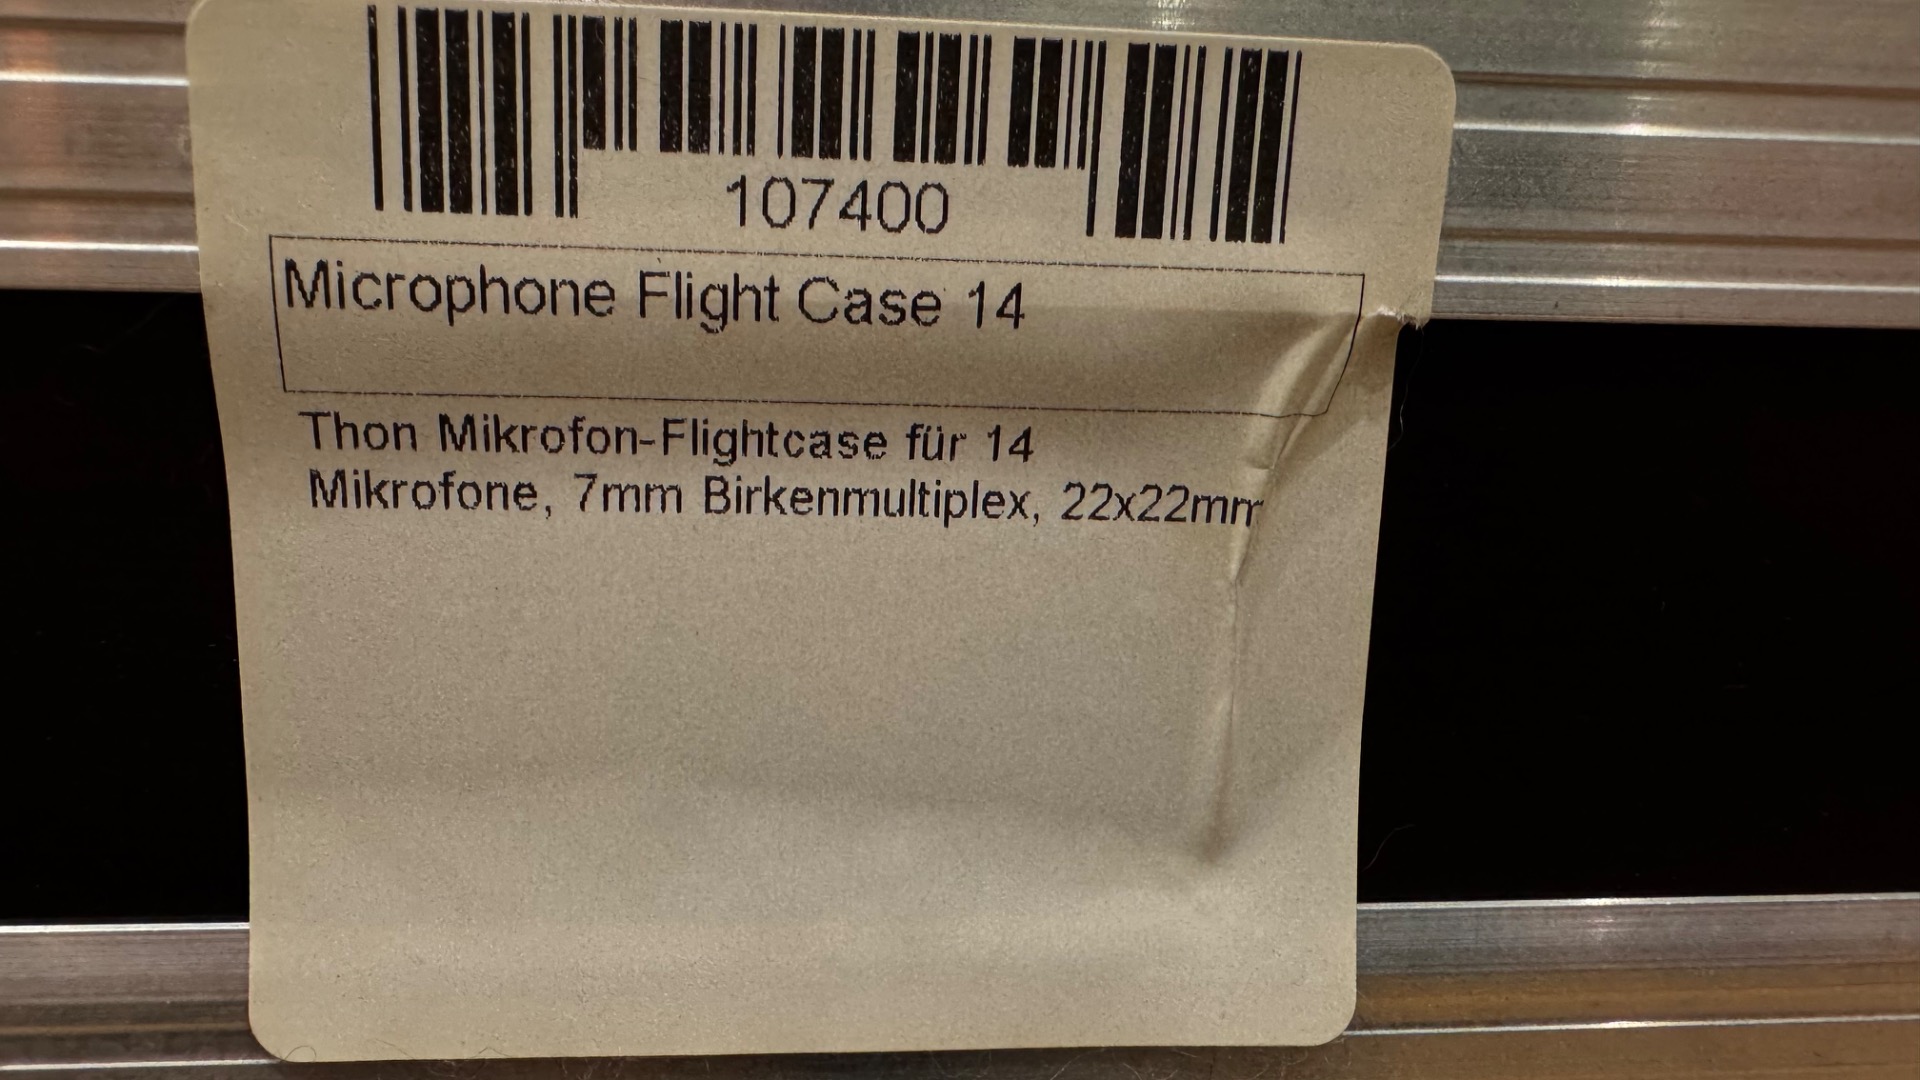 107400
Microphone Flight Case 14
Thon Mikrofon-Flightcase für 14
Mikrofone, 7mm Birkenmultiplex, 22x22mm